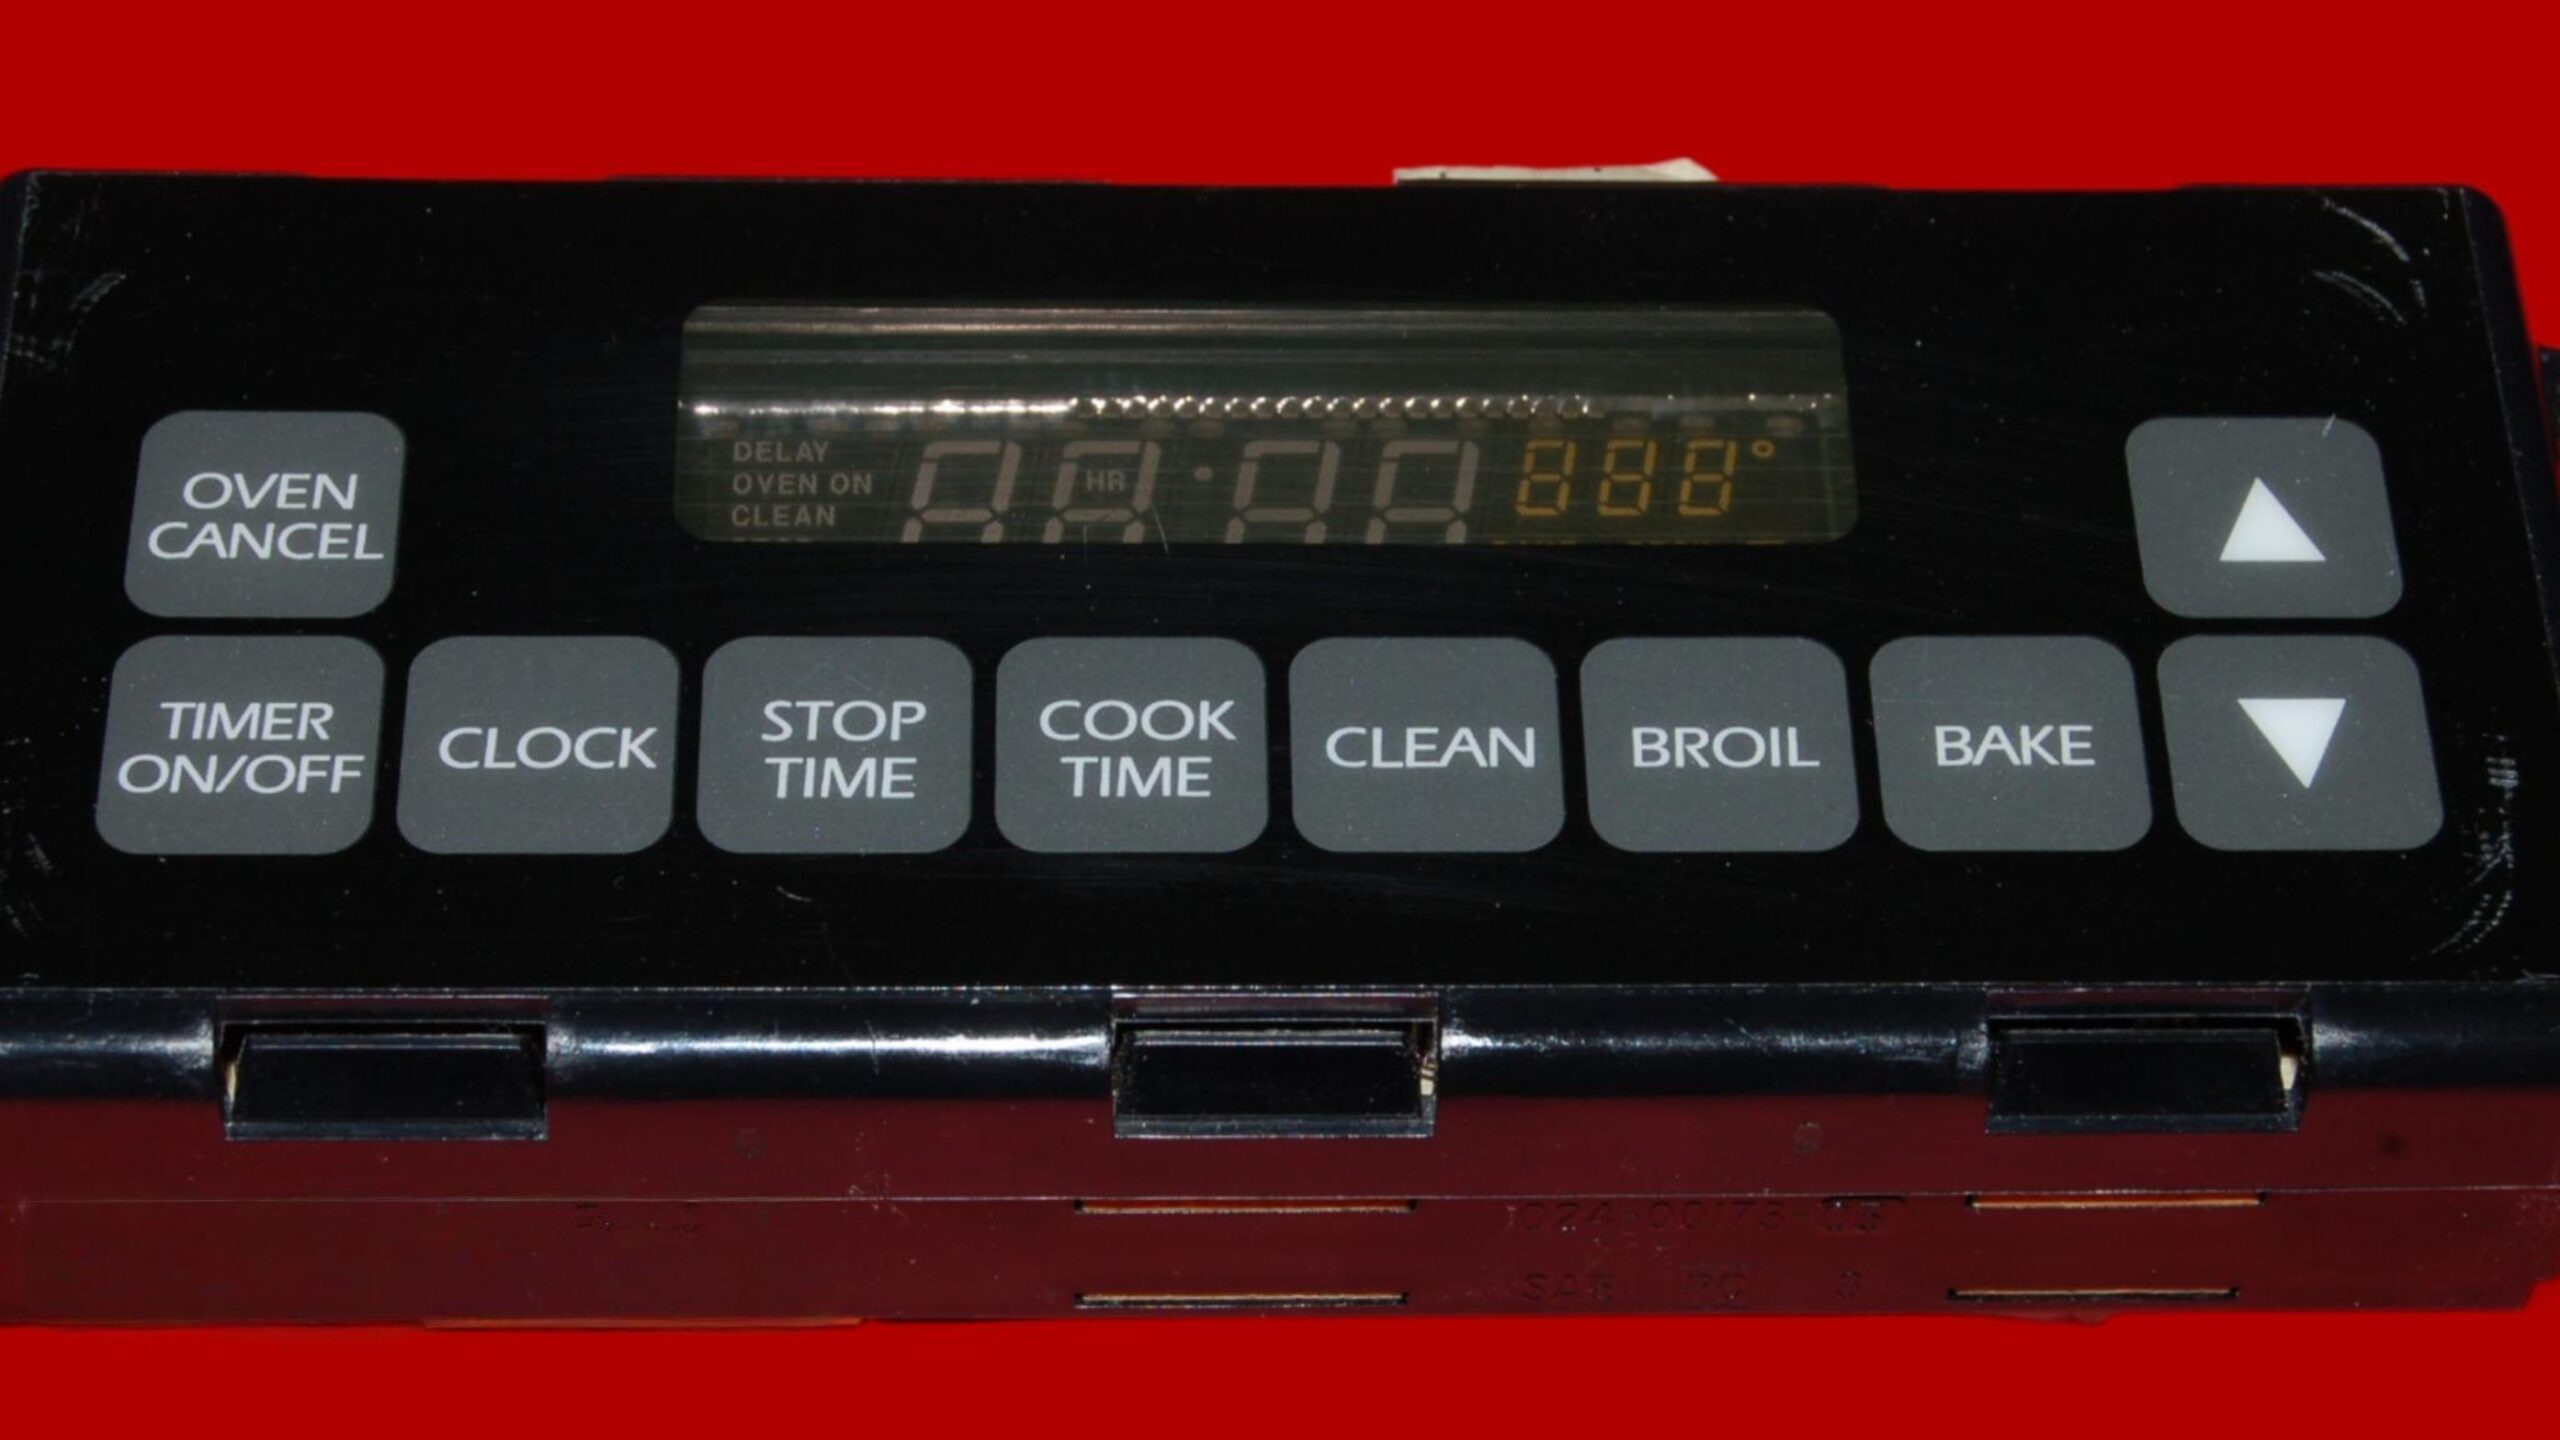 DELAY
OVEN ON
CLEAN
HR
888°
OVEN
CANCEL
TIMER
ON/OFF
CLOCK
STOP
TIME
COOK
TIME
CLEAN
BROIL
BAKE